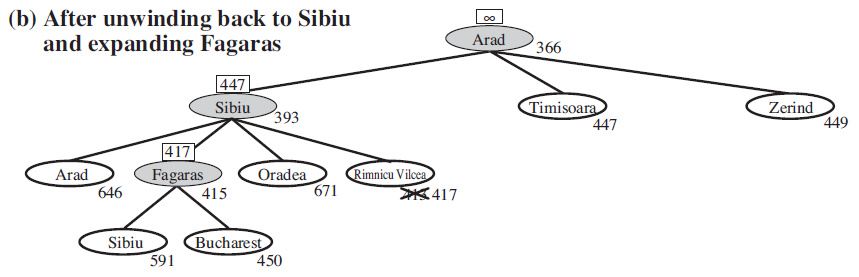 (b) After unwinding back to Sibiu
and expanding Fagaras
∞
Arad
366
447
Sibiu
393
Timisoara
447
Zerind
449
417
Arad
646
Fagaras
415
Oradea
671
Rimnicu Vilcea
413 417
Sibiu
591
Bucharest
450